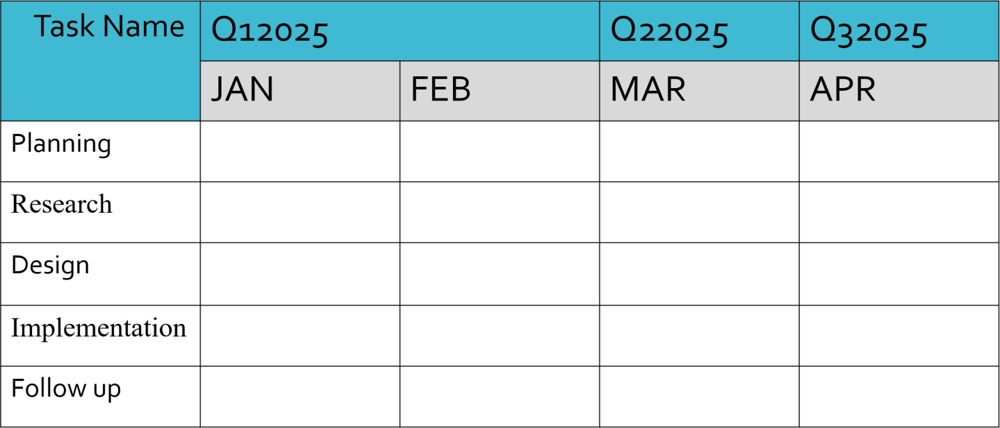 Task Name Q12025 Q22025 Q32025
JAN FEB MAR APR
Planning
Research
Design
Implementation
Follow up